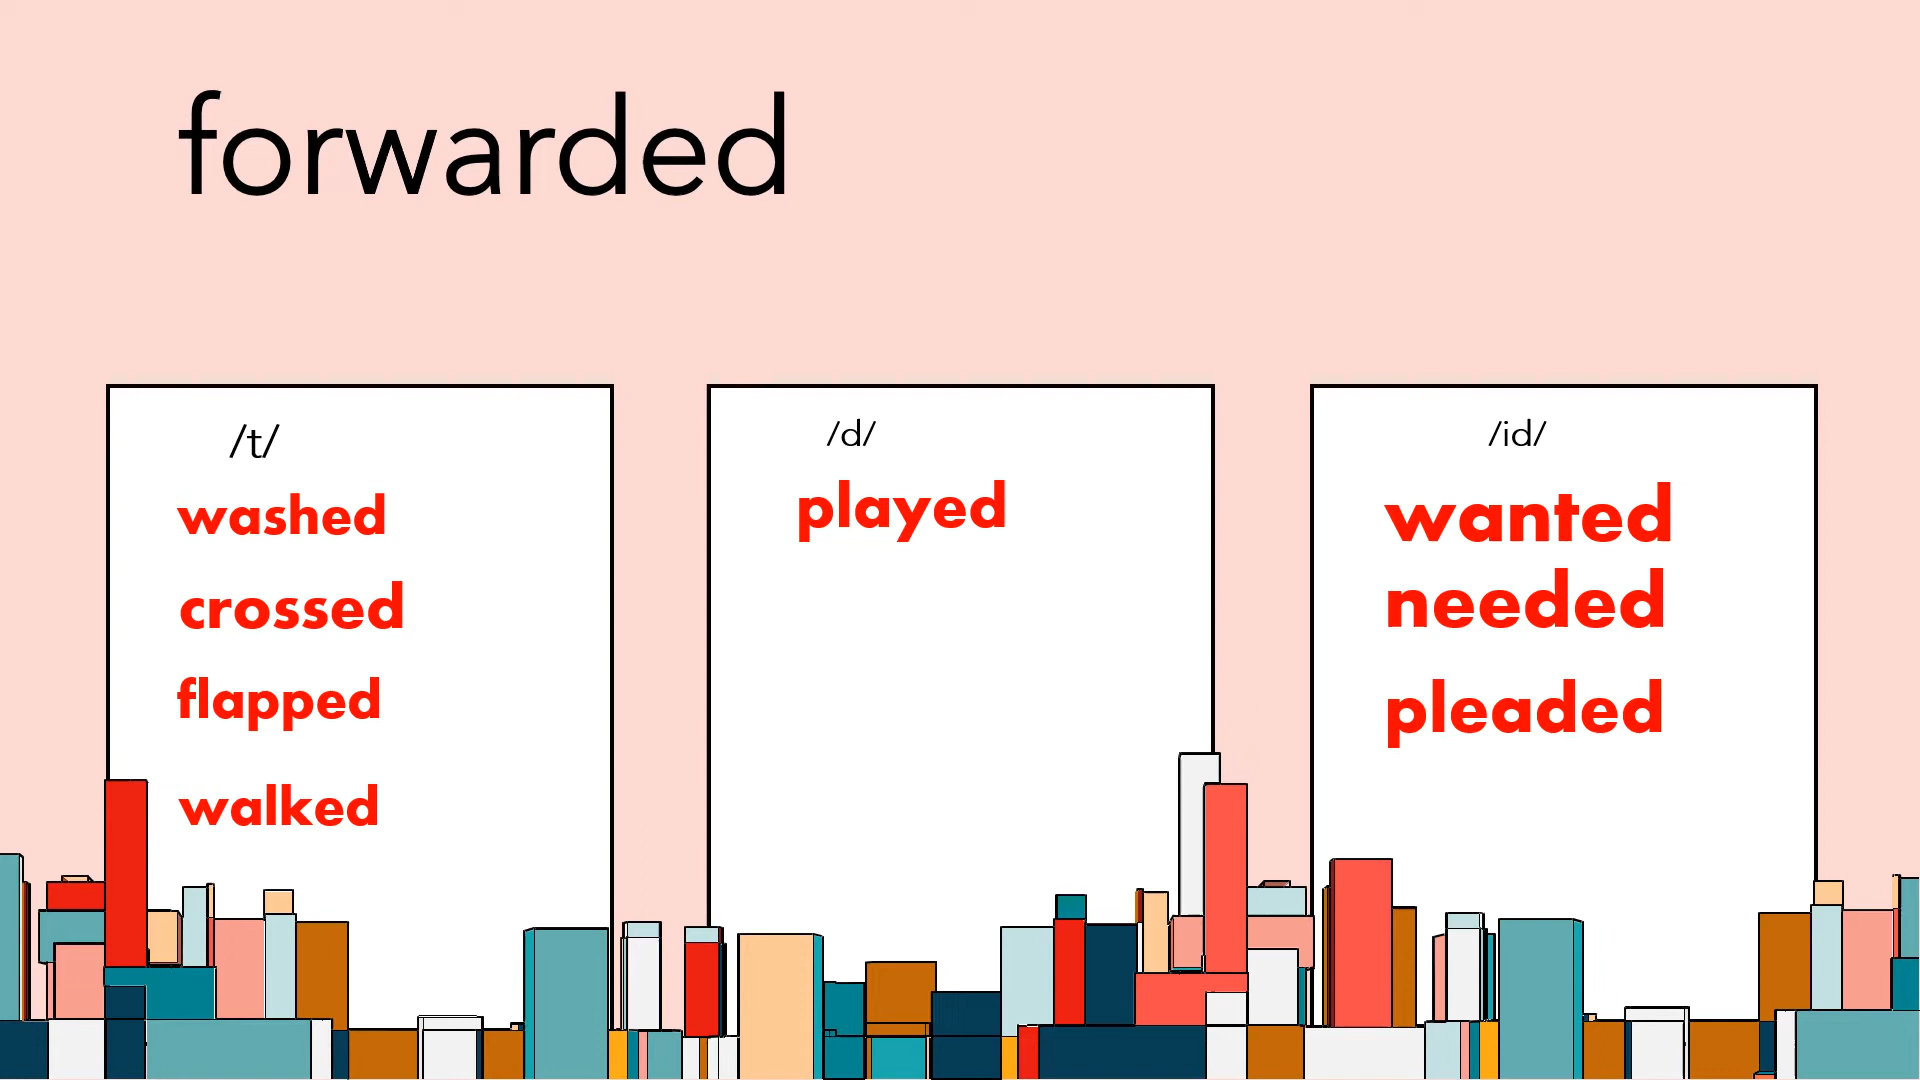 forwarded
/t/
washed
crossed
flapped
walked
/d/
played
/id/
wanted
needed
pleaded